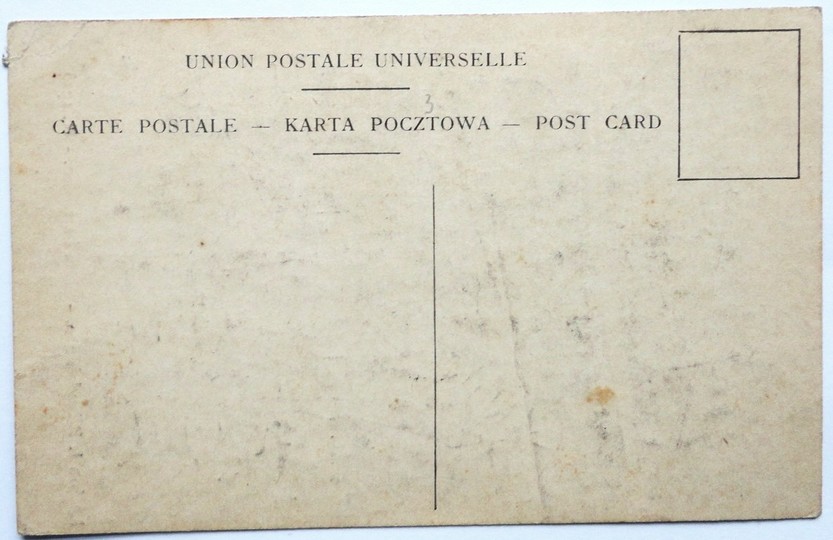 UNION POSTALE UNIVERSELLE
3.
CARTE POSTALE — KARTA POCZTOWA — POST CARD